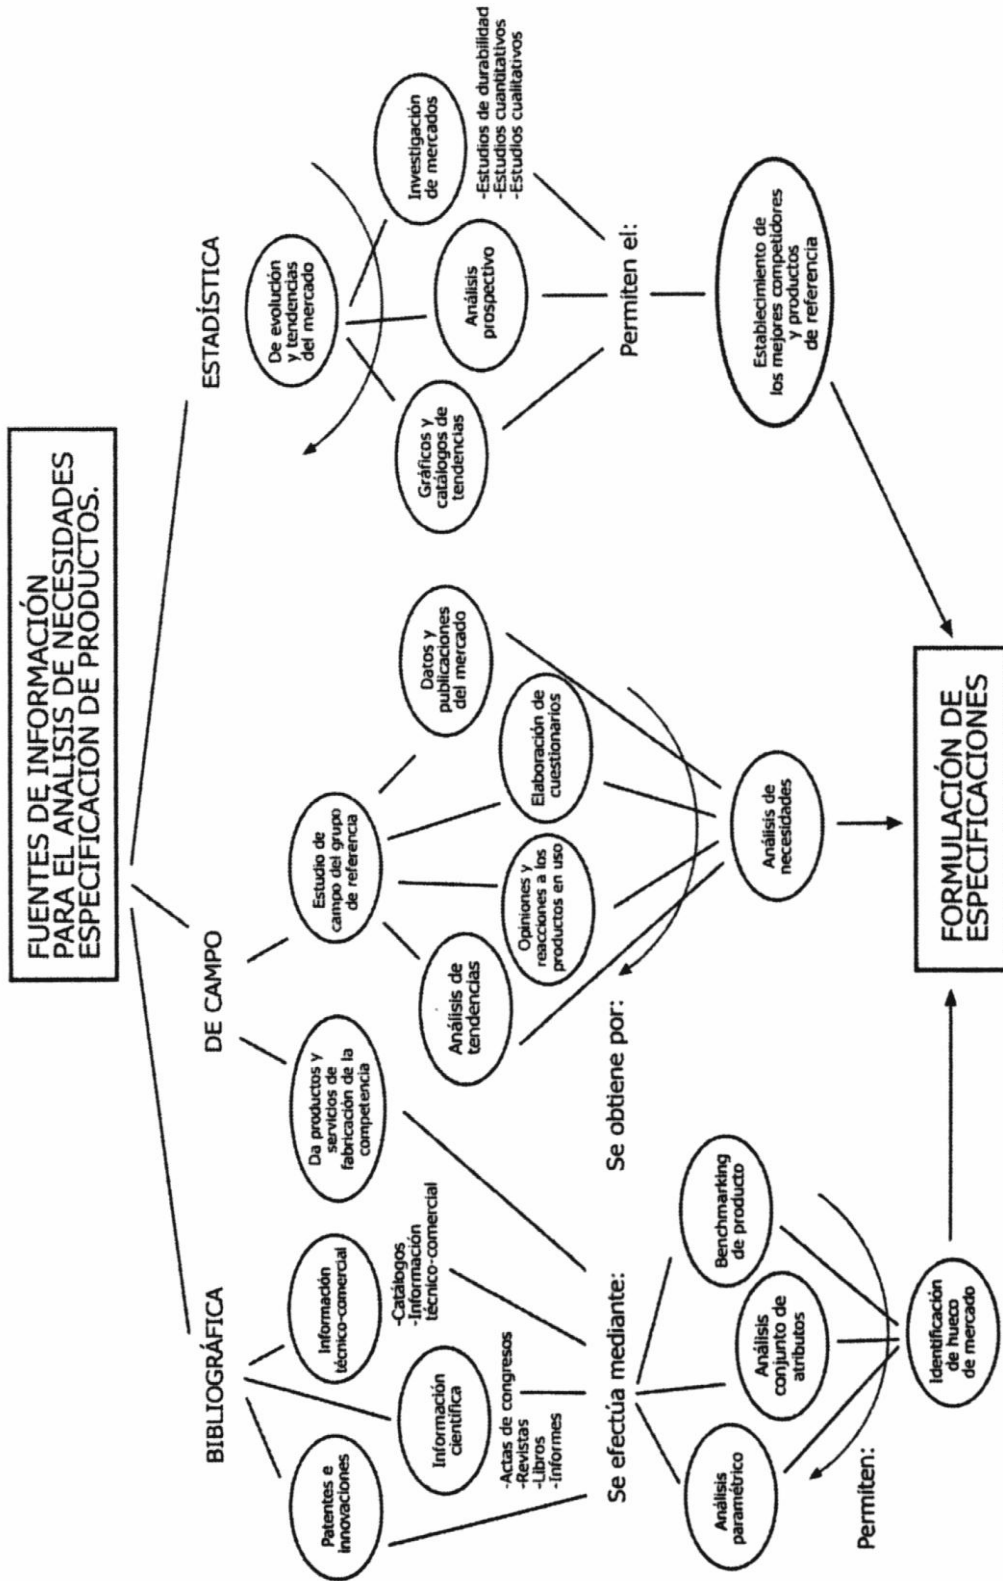 FUENTES DE INFORMACIÓN
PARA EL ANÁLISIS DE NECESIDADES
ESPECIFICACION DE PRODUCTOS.
BIBLIOGRÁFICA
Patentes e
innovaciones
Información
científica
-Actas de congresos
-Revistas
-Libros
-Informes
Información
técnico-comercial
-Catálogos
-Información
técnico-comercial
DE CAMPO
Da productos y
servicios de
fabricación de la
competencia
Estudio de
campo del grupo
de referencia
Análisis de
tendencias
Opiniones y
reacciones a los
productos en uso
Elaboración de
cuestionarios
Datos y
publicaciones
del mercado
ESTADÍSTICA
De evolución
y tendencias
del mercado
Gráficos y
catálogos de
tendencias
Análisis
prospectivo
Investigación
de mercados
-Estudios de durabilidad
-Estudios cuantitativos
-Estudios cualitativos
Se efectúa mediante:
Análisis
paramétrico
Análisis
conjunto de
atributos
Benchmarking
de producto
Permiten:
Identificación
de hueco
de mercado
Se obtiene por:
Análisis de
necesidades
Permiten el:
Establecimiento de
los mejores competidores
y productos
de referencia
FORMULACIÓN DE
ESPECIFICACIONES